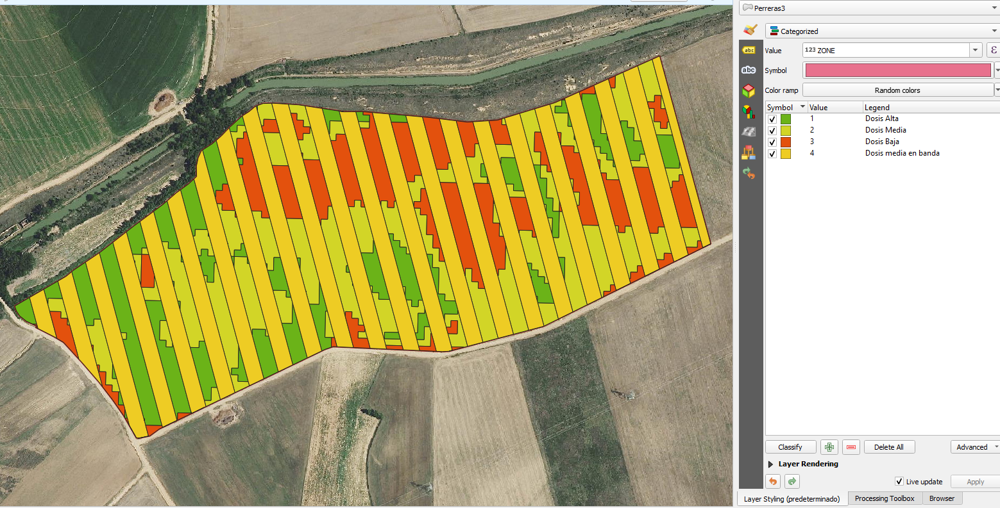 Perreras3
Categorized
abc
Value 123 ZONE ε
abc
Symbol
Color ramp Random colors
Symbol Value Legend
1 Dosis Alta
2 Dosis Media
3 Dosis Baja
4 Dosis media en banda
Classify Delete All Advanced
Layer Rendering
Live update Apply
Layer Styling (predeterminado) Processing Toolbox Browser